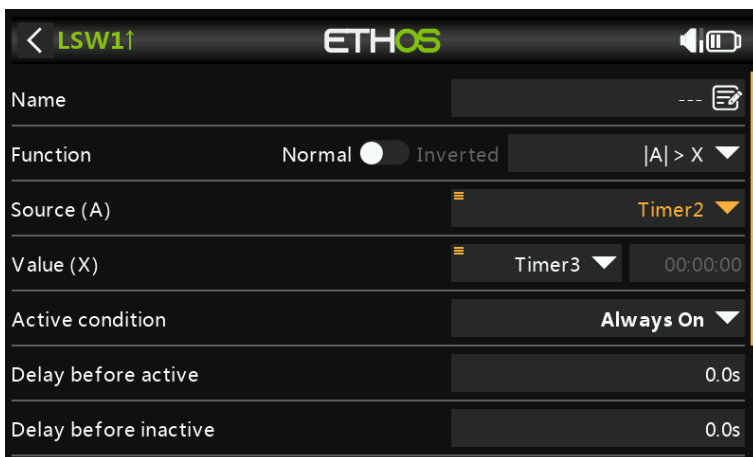 LSW1↑ ETHOS
Name ---
Function Normal Inverted |A| > X
Source (A) Timer2
Value (X) Timer3 00:00:00
Active condition Always On
Delay before active 0.0s
Delay before inactive 0.0s